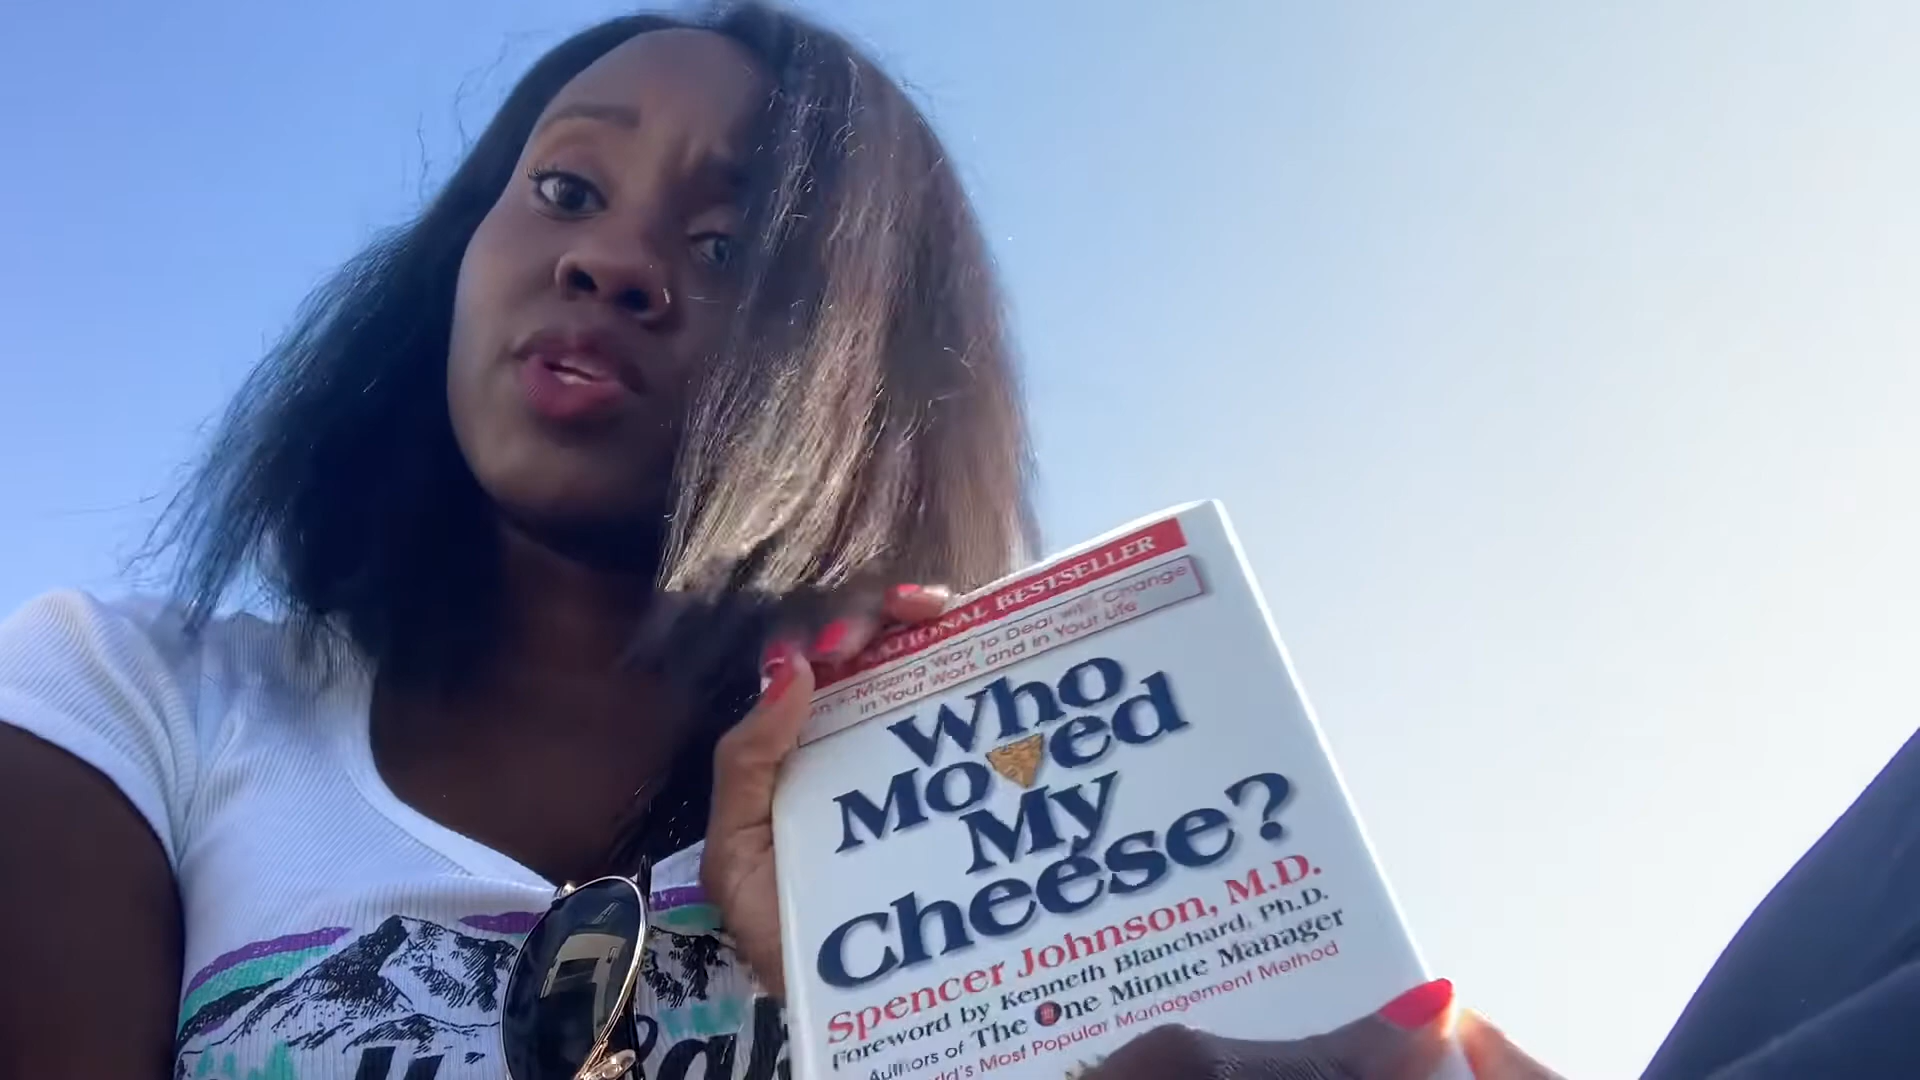 NATIONAL BESTSELLER
An A-Mazing Way to Deal with Change
in Your Work and in Your Life
Who
Moved
My
Cheese?
Spencer Johnson, M.D.
Foreword by Kenneth Blanchard, Ph.D.
Authors of The One Minute Manager
World's Most Popular Management Method